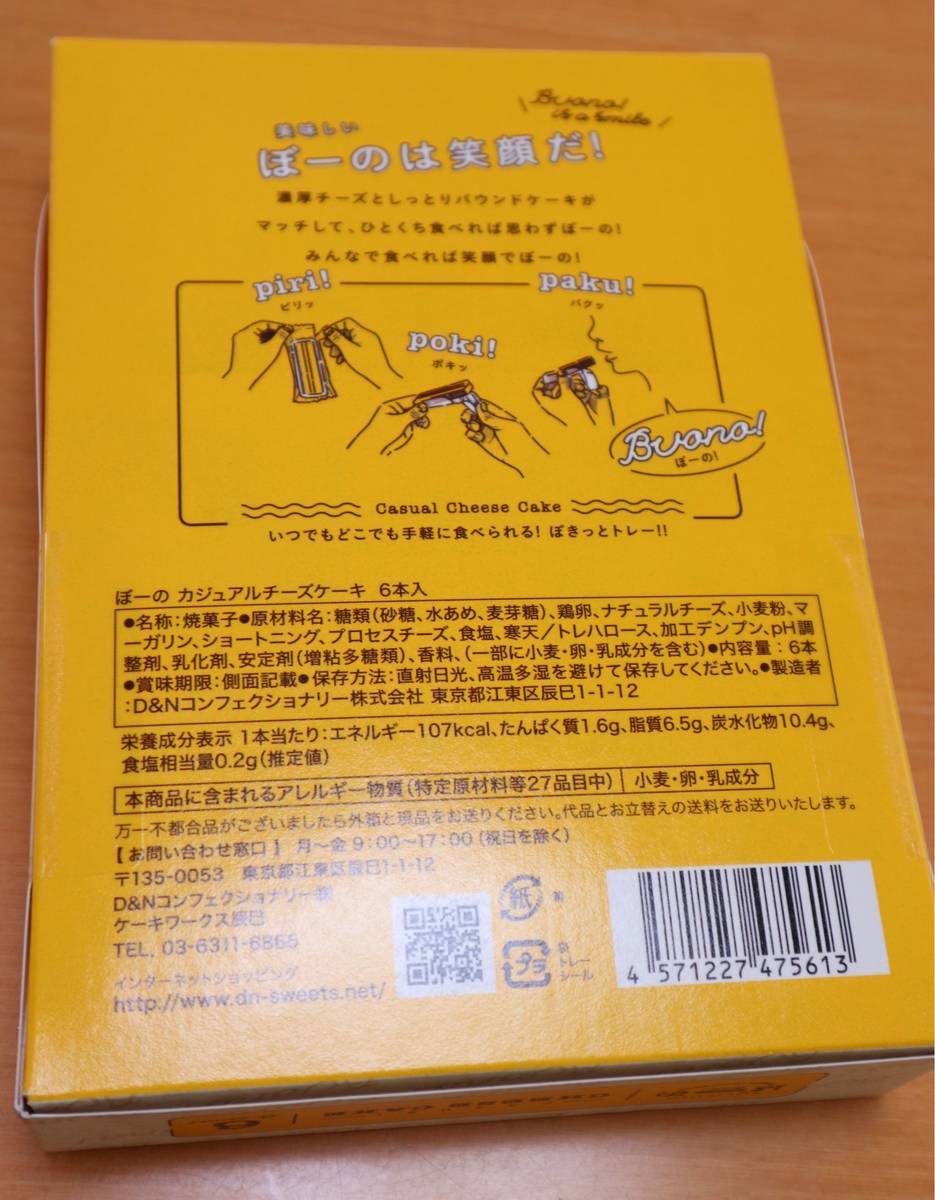 Buono!
is a smile
美味しい
ぼーのは笑顔だ!
濃厚チーズとしっとりパウンドケーキが
マッチして、ひとくち食べれば思わずぼーの!
みんなで食べれば笑顔でぼーの!
piri!
ピリッ
paku!
パクッ
poki!
ポキッ
Buono!
ぼーの!
Casual Cheese Cake
いつでもどこでも手軽に食べられる! ぽきっとトレー!!
ぼーの カジュアルチーズケーキ 6本入
●名称:焼菓子●原材料名:糖類(砂糖、水あめ、麦芽糖)、鶏卵、ナチュラルチーズ、小麦粉、マ
ーガリン、ショートニング、プロセスチーズ、食塩、寒天/トレハロース、加工デンプン、pH調
整剤、乳化剤、安定剤(増粘多糖類)、香料、(一部に小麦・卵・乳成分を含む)●内容量:6本
●賞味期限:側面記載●保存方法:直射日光、高温多湿を避けて保存してください。●製造者
:D&Nコンフェクショナリー株式会社 東京都江東区辰巳1-1-12
栄養成分表示 1本当たり:エネルギー107kcal、たんぱく質1.6g、脂質6.5g、炭水化物10.4g、
食塩相当量0.2g(推定値)
本商品に含まれるアレルギー物質(特定原材料等27品目中) 小麦・卵・乳成分
万一不都合品がございましたら外箱と現品をお送りください。代品とお立替えの送料をお送りいたします。
【お問い合わせ窓口】 月～金 9:00～17:00(祝日を除く)
〒135-0053 東京都江東区辰巳1-1-12
D&Nコンフェクショナリー㈱
ケーキワークス辰巳
TEL. 03-6311-6865
インターネットショッピング
http://www.dn-sweets.net/
紙
箱
プラ
袋
トレー
シール
4 571227 475613